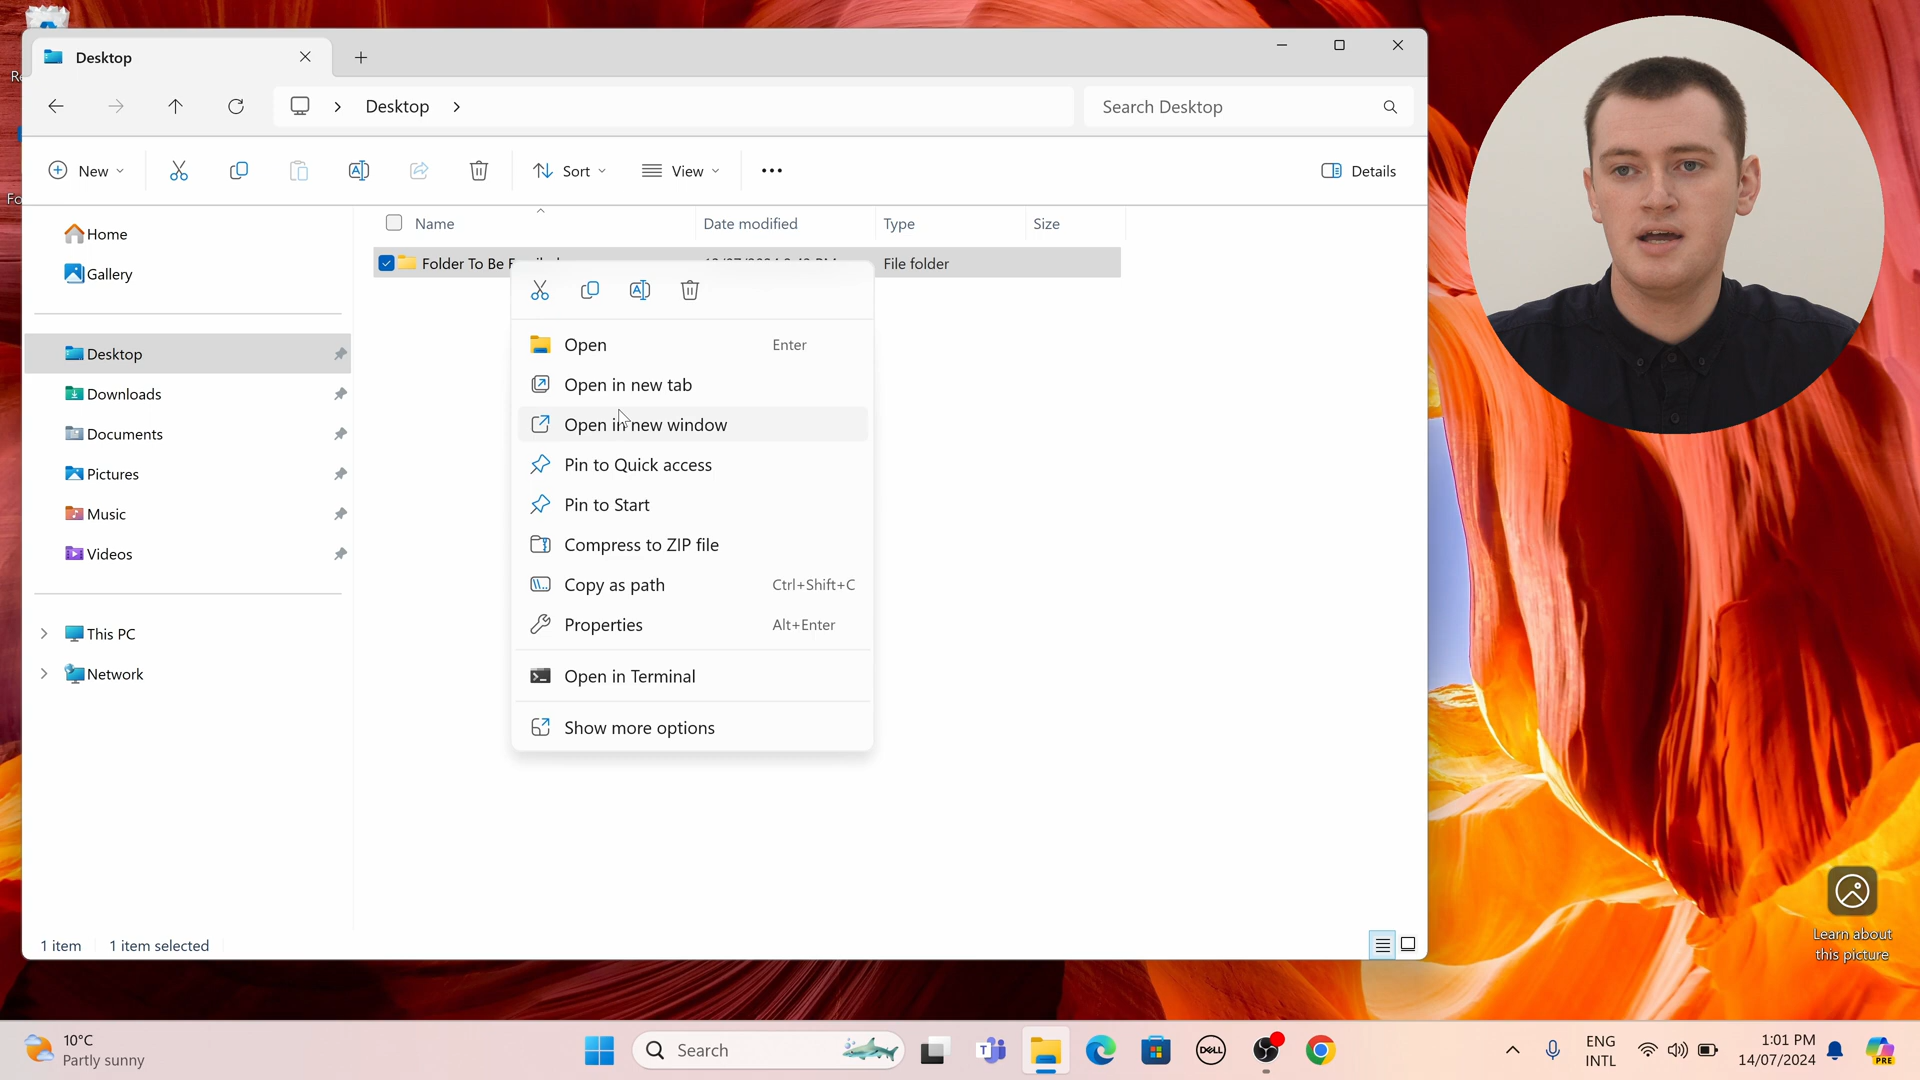 Desktop
Desktop
Search Desktop
New
Sort
View
Details
Home
Gallery
Desktop
Downloads
Documents
Pictures
Music
Videos
This PC
Network
Name
Date modified
Type
Size
Folder To Be
File folder
Open Enter
Open in new tab
Open in new window
Pin to Quick access
Pin to Start
Compress to ZIP file
Copy as path Ctrl+Shift+C
Properties Alt+Enter
Open in Terminal
Show more options
1 item
1 item selected
Learn about
this picture
10°C
Partly sunny
Search
DELL
ENG
INTL
1:01 PM
14/07/2024
PRE